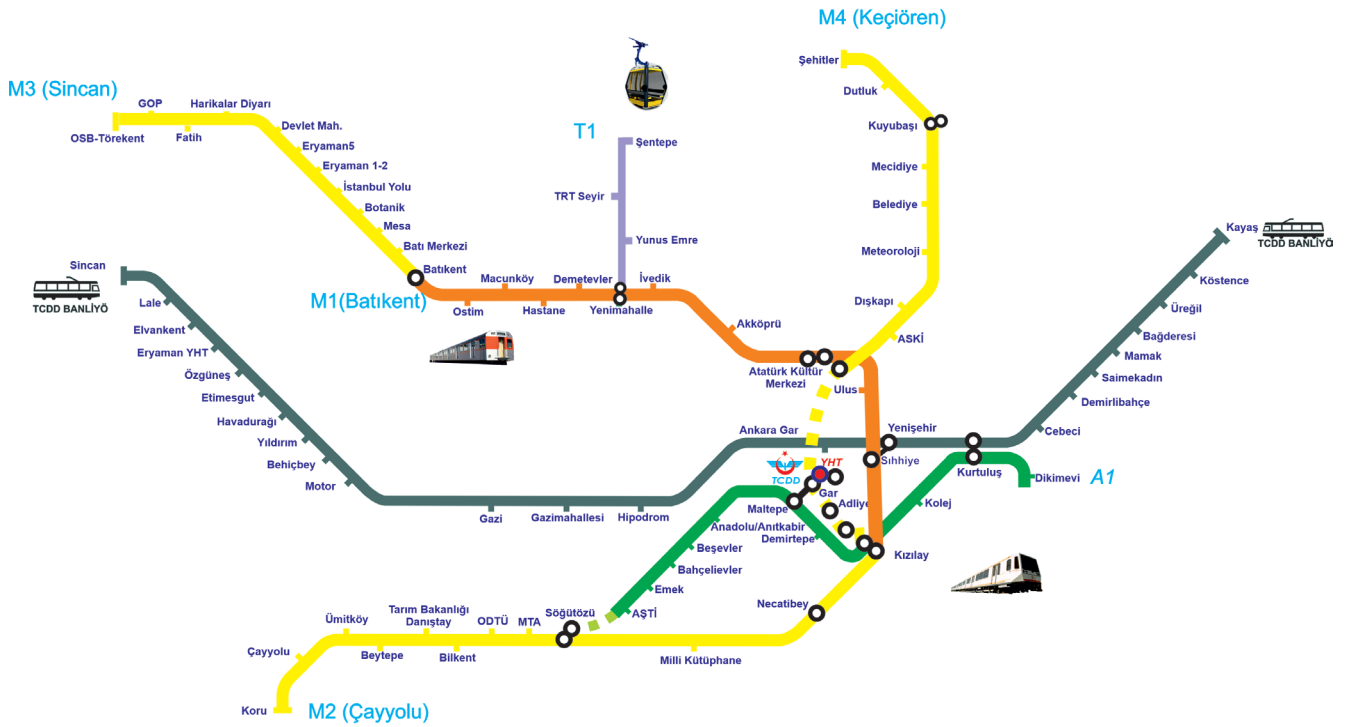 M4 (Keçiören)
Şehitler
Dutluk
Kuyubaşı
Mecidiye
Belediye
Meteoroloji
Dışkapı
ASKİ
M3 (Sincan)
GOP
Harikalar Diyarı
OSB-Törekent
Fatih
Devlet Mah.
Eryaman5
Eryaman 1-2
İstanbul Yolu
Botanik
Mesa
Batı Merkezi
Batıkent
T1
Şentepe
TRT Seyir
Yunus Emre
M1(Batıkent)
Macunköy
Demetevler
İvedik
Ostim
Hastane
Yenimahalle
Akköprü
Atatürk Kültür
Merkezi
Ulus
Sıhhiye
Kızılay
Sincan
TCDD BANLİYÖ
Lale
Elvankent
Eryaman YHT
Özgüneş
Etimesgut
Havadurağı
Yıldırım
Behiçbey
Motor
Gazi
Gazimahallesi
Hipodrom
Ankara Gar
Yenişehir
Kurtuluş
Cebeci
Demirlibahçe
Saimekadın
Mamak
Bağderesi
Üreğil
Köstence
Kayaş
TCDD BANLİYÖ
TCDD
YHT
Gar
Adliye
Maltepe
Anadolu/Anıtkabir
Demirtepe
Beşevler
Bahçelievler
Emek
AŞTİ
Kolej
Dikimevi
A1
Necatibey
Milli Kütüphane
Söğütözü
MTA
ODTÜ
Bilkent
Tarım Bakanlığı
Danıştay
Beytepe
Ümitköy
Çayyolu
Koru
M2 (Çayyolu)